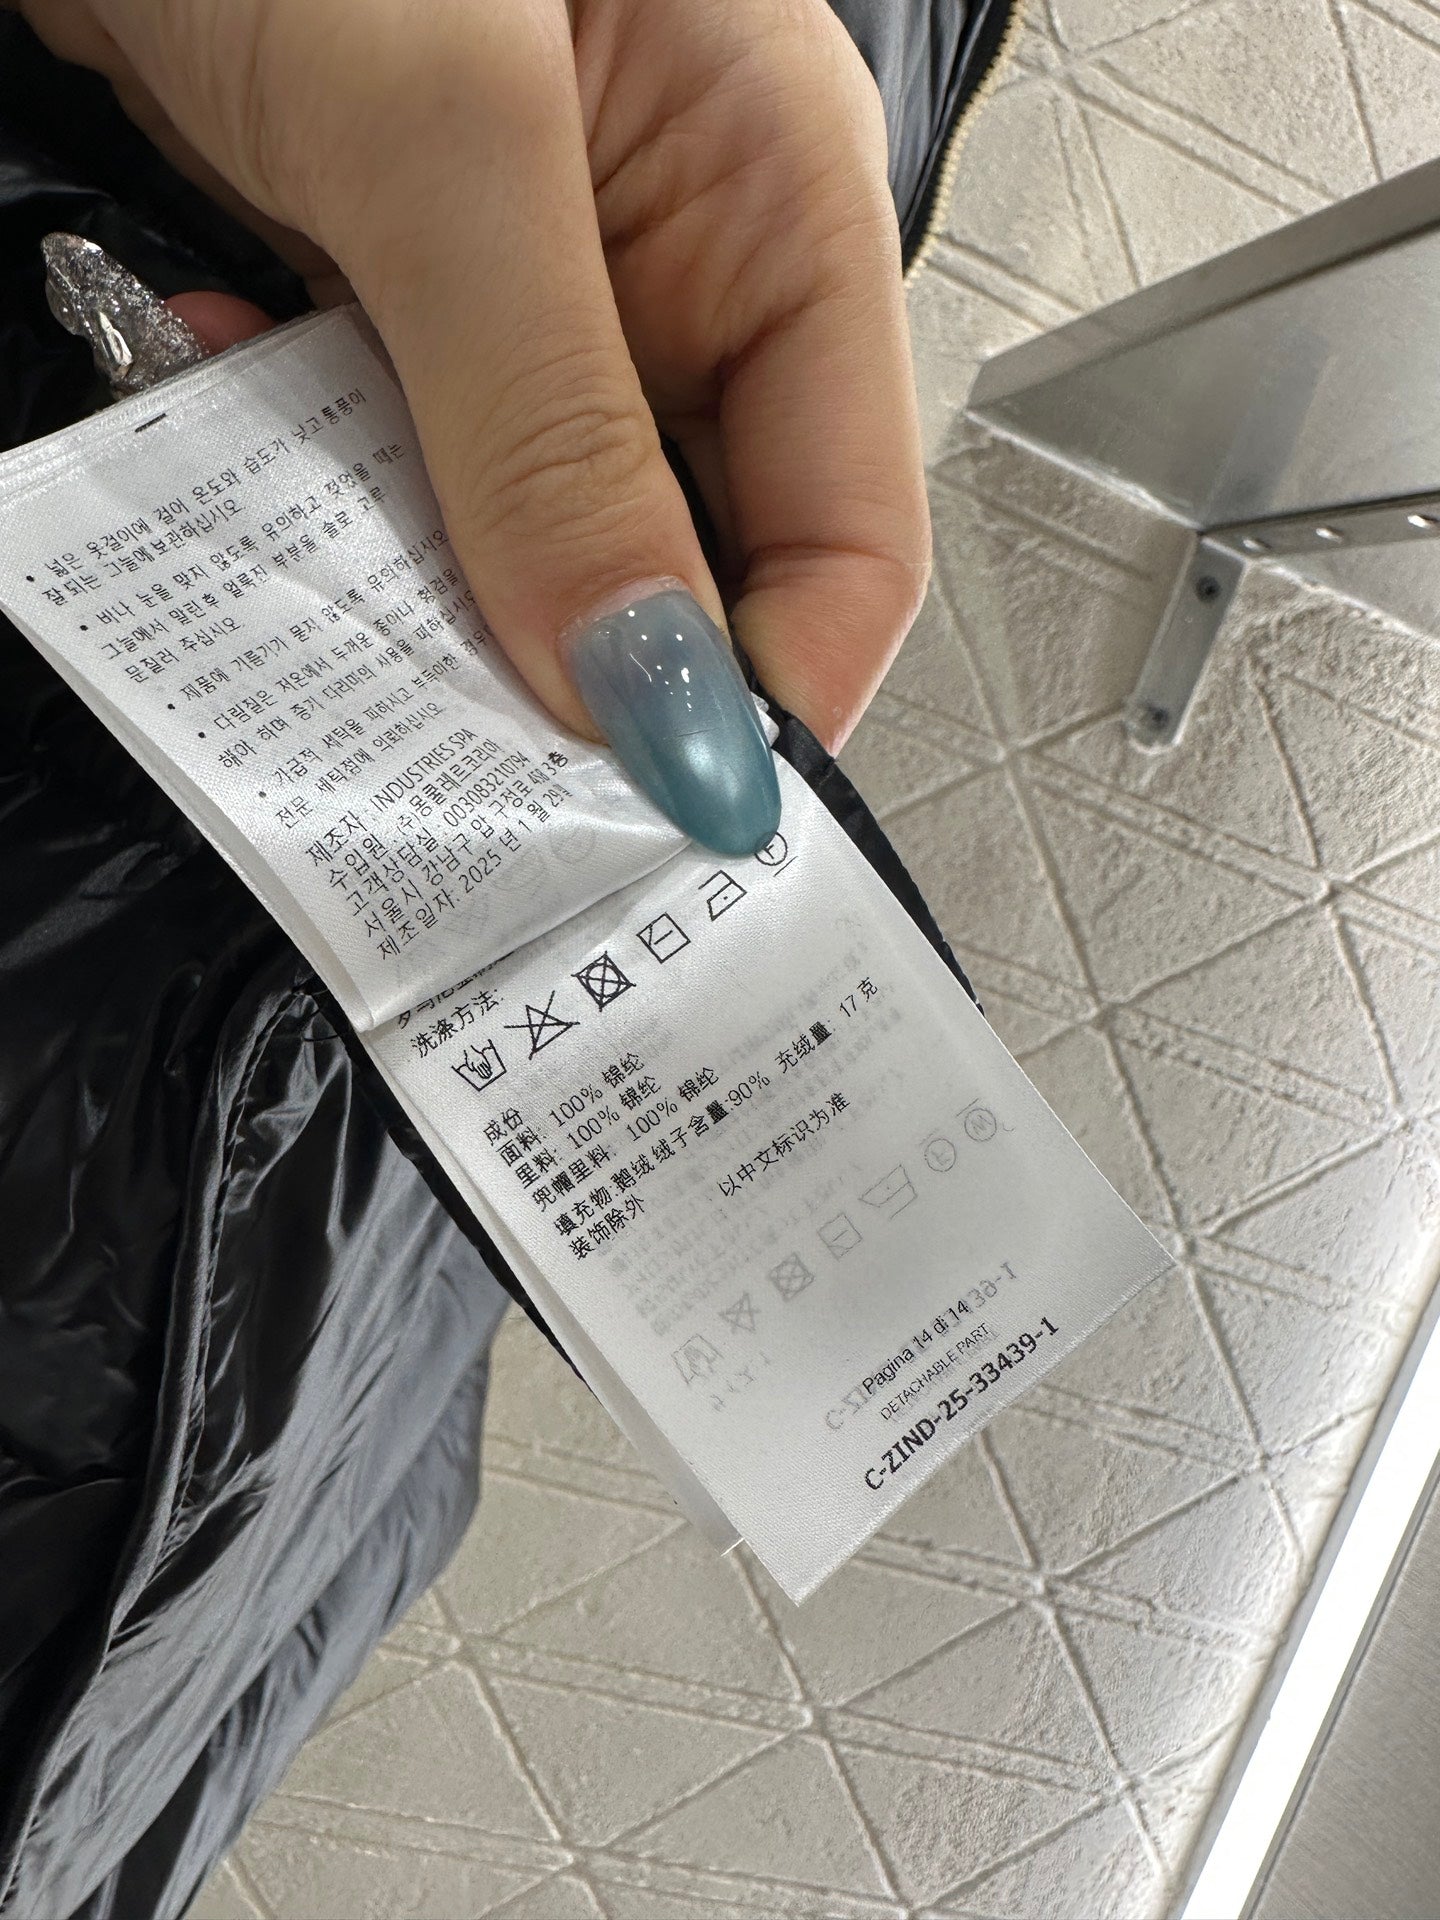 • 넓은 옷걸이에 걸어 온도와 습도가 낮고 통풍이
잘 되는 그늘에 보관하십시오
• 비나 눈을 맞지 않도록 유의하고 젖었을 때는
그늘에서 말린 후 얼룩진 부분을 솔로 고루
문질러 주십시오
• 제품에 기름기가 묻지 않도록 유의하십시오
• 다림질은 저온에서 두꺼운 종이나 헝겊을
해야 하며 증기 다리미의 사용을 피하십시오
• 가급적 세탁을 피하시고 부득이한 경우
전문 세탁점에 의뢰하십시오
제조자 INDUSTRIES SPA
수입원 (주)몽클레르코리아
고객상담실 003083210794
서울시 강남구 압구정로 4 3층
제조일자: 2025 년 1 월 29
洗涤方法:
成份
面料: 100% 锦纶
里料: 100% 锦纶
兜帽里料: 100% 锦纶
填充物:鹅绒 绒子含量:90% 充绒量: 17 克
装饰除外
以中文标识为准
Pagina 14 di 14
DETACHABLE PART
C-ZIND-25-33439-1